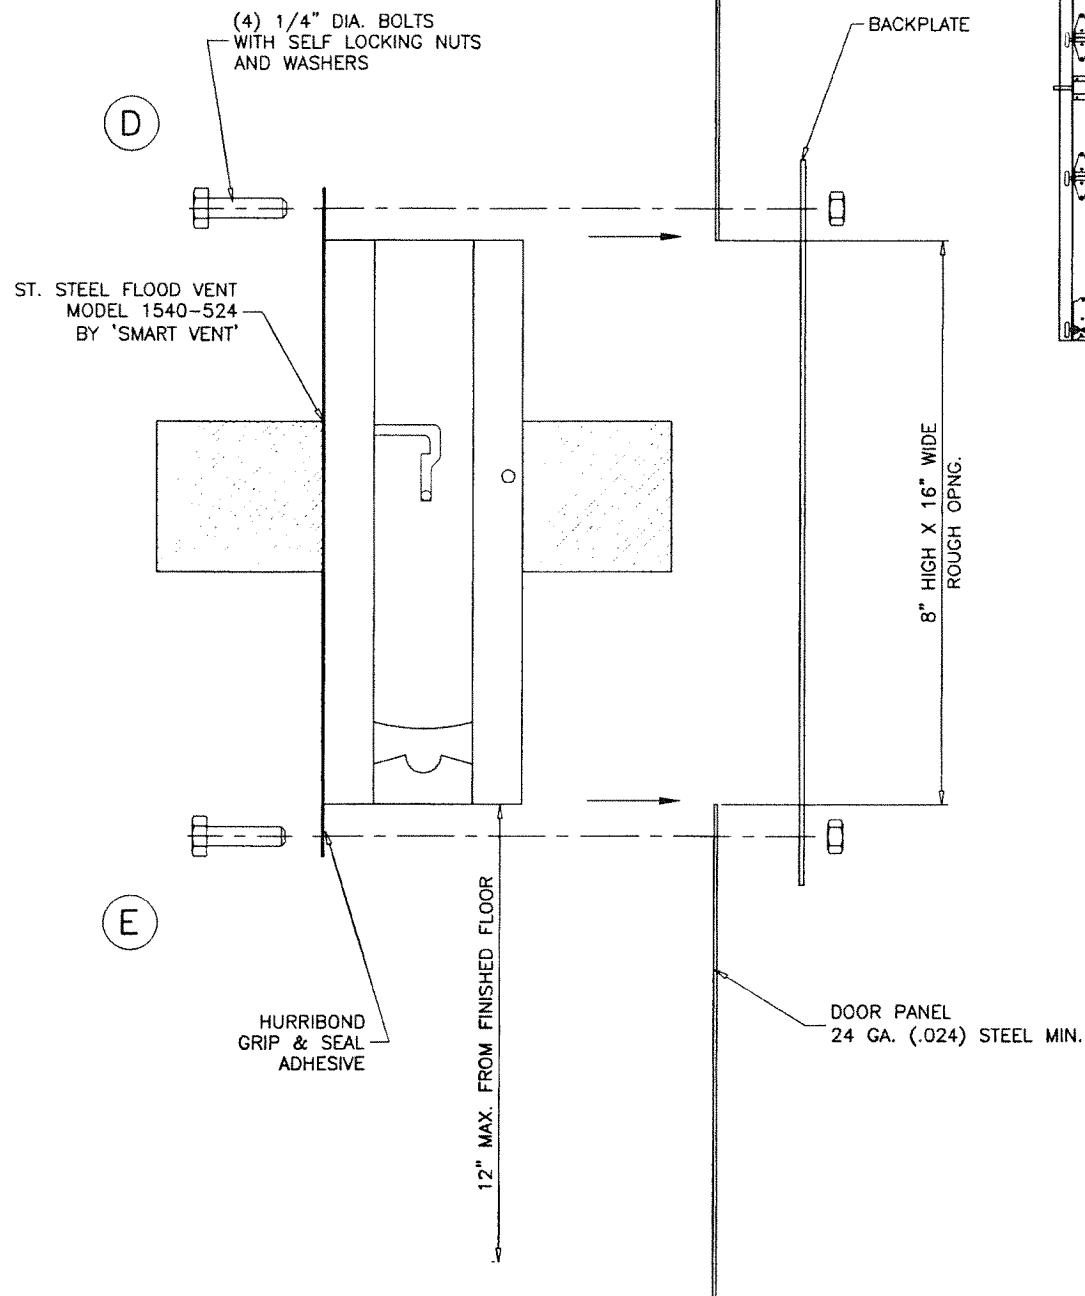 (4) 1/4" DIA. BOLTS
WITH SELF LOCKING NUTS
AND WASHERS
BACKPLATE
D
ST. STEEL FLOOD VENT
MODEL 1540-524
BY 'SMART VENT'
8" HIGH X 16" WIDE
ROUGH OPNG.
E
12" MAX. FROM FINISHED FLOOR
HURRIBOND
GRIP & SEAL
ADHESIVE
DOOR PANEL
24 GA. (.024) STEEL MIN.